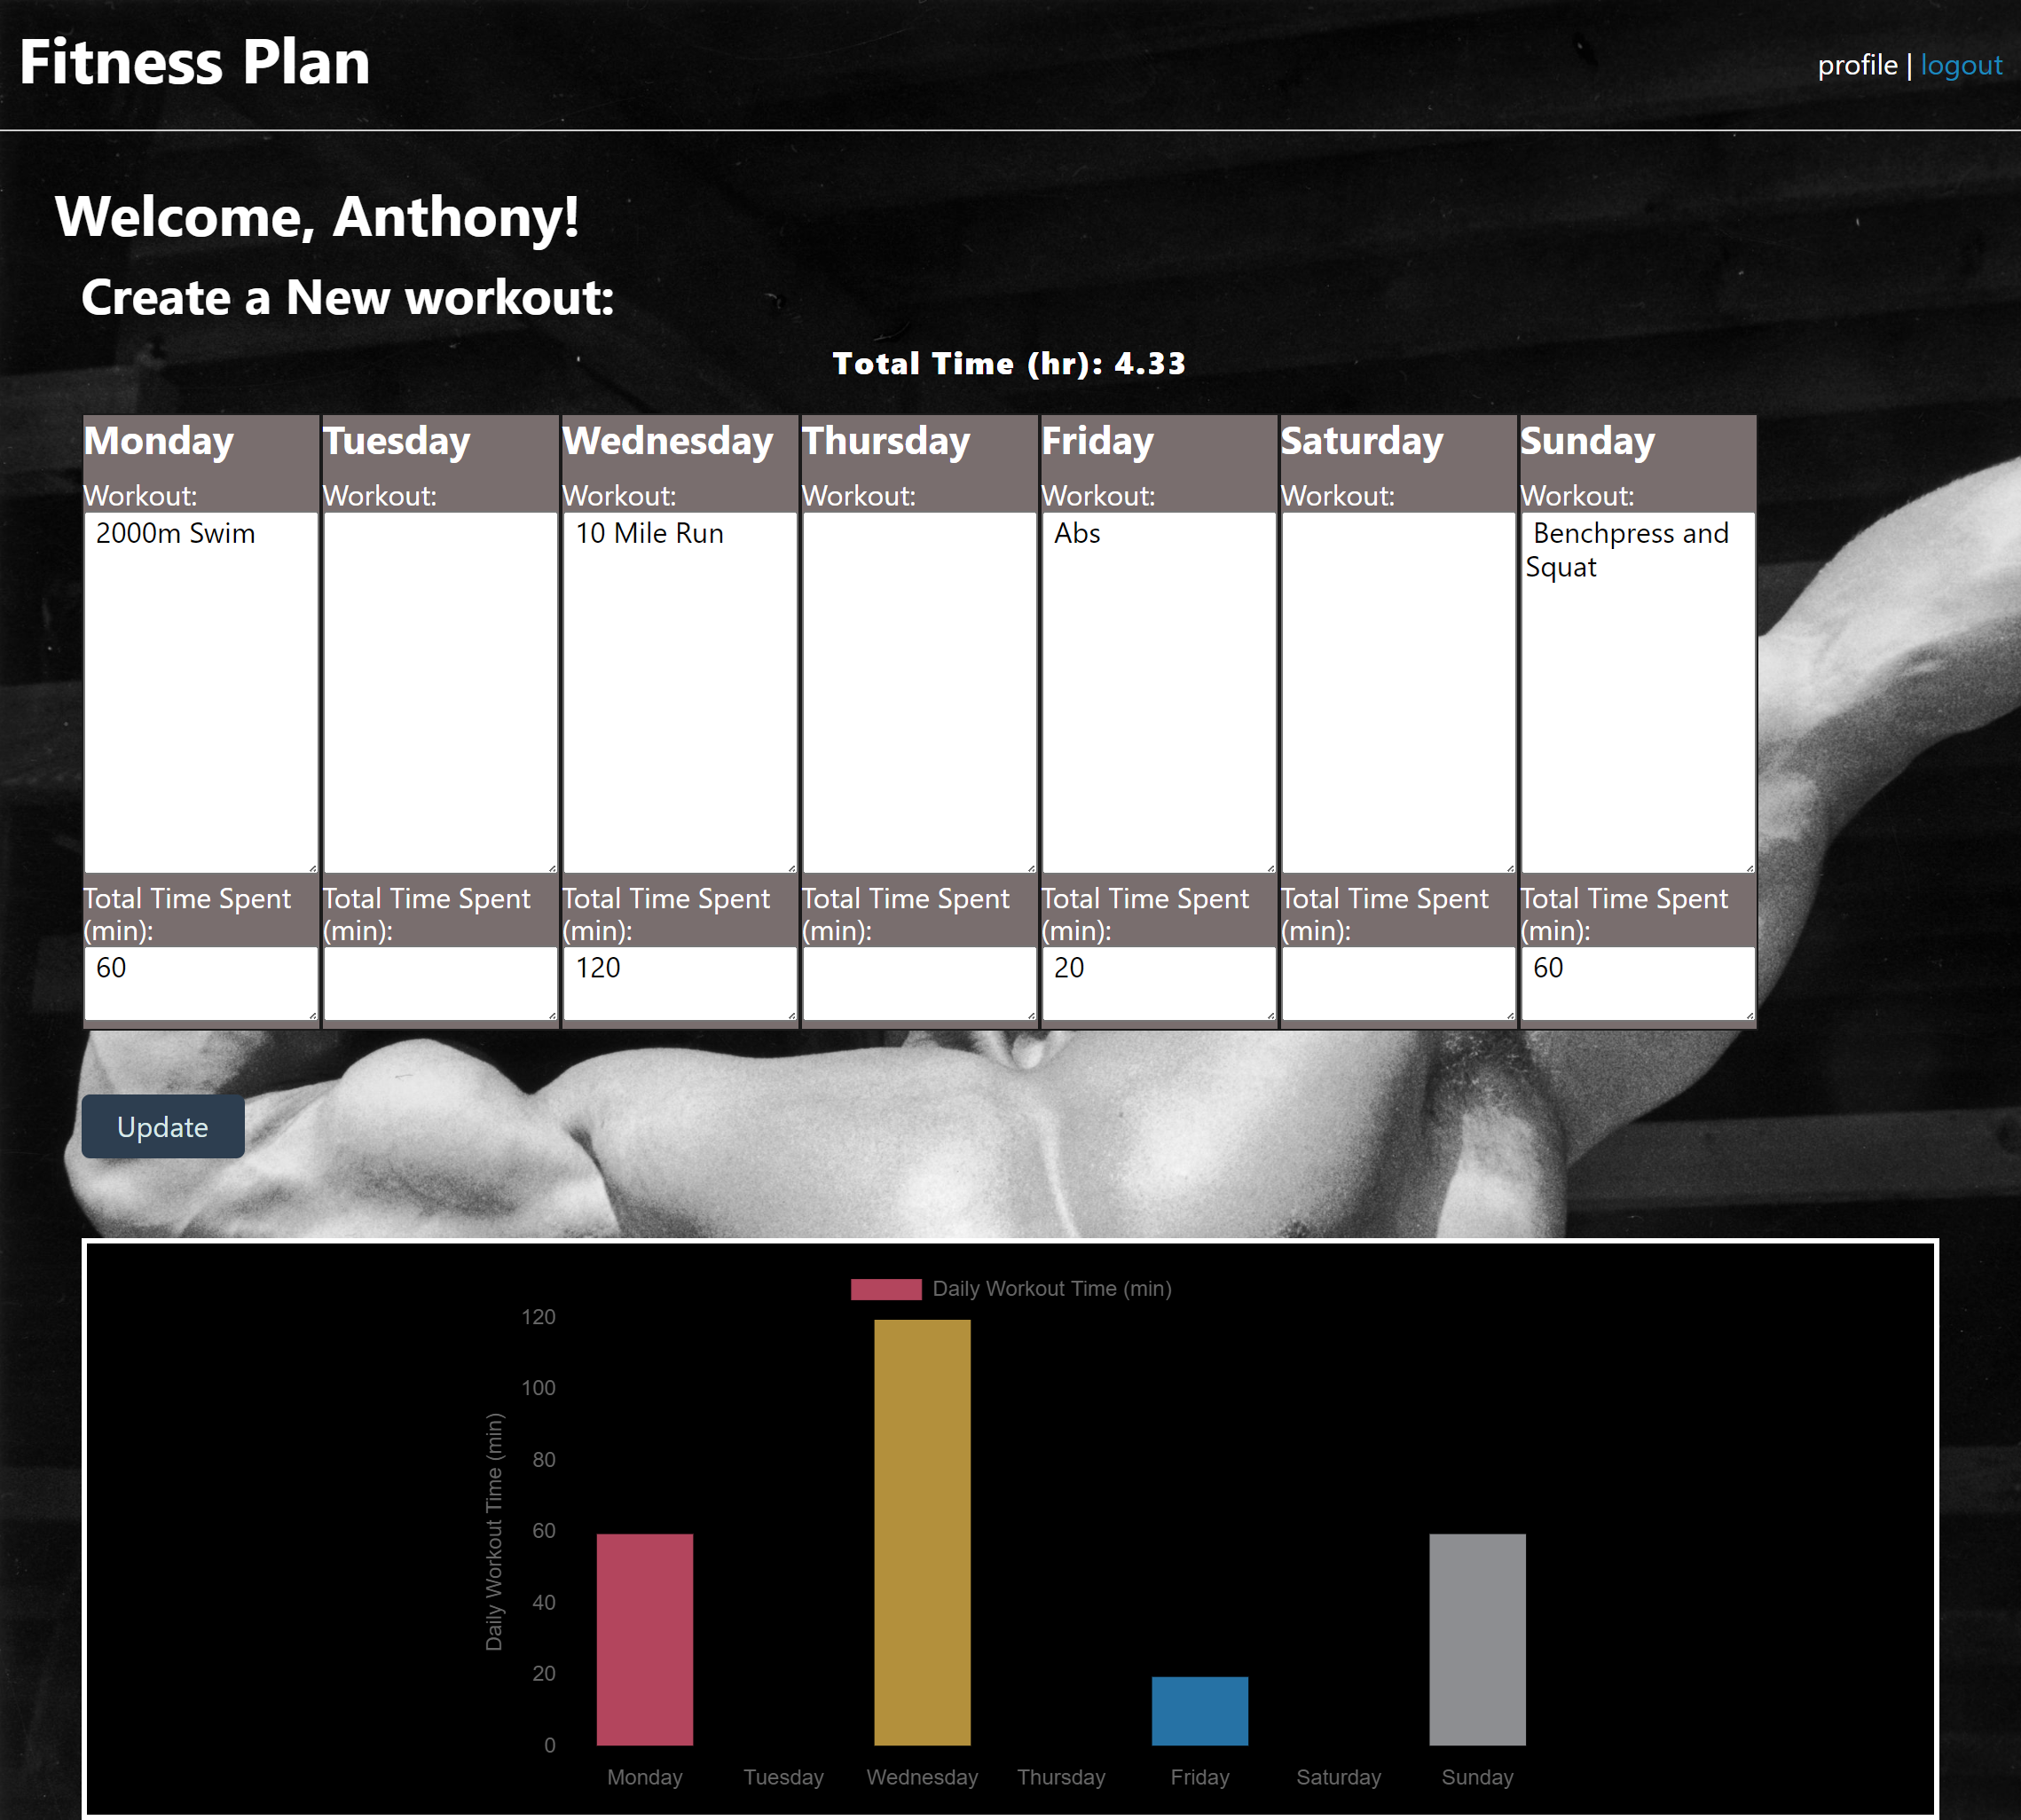 Fitness Plan
profile | logout
Welcome, Anthony!
Create a New workout:
Total Time (hr): 4.33
Monday
Workout:
2000m Swim
Total Time Spent
(min):
60
Tuesday
Workout:
Total Time Spent
(min):
Wednesday
Workout:
10 Mile Run
Total Time Spent
(min):
120
Thursday
Workout:
Total Time Spent
(min):
Friday
Workout:
Abs
Total Time Spent
(min):
20
Saturday
Workout:
Total Time Spent
(min):
Sunday
Workout:
Benchpress and
Squat
Total Time Spent
(min):
60
Update
Daily Workout Time (min)
Daily Workout Time (min)
120
100
80
60
40
20
0
Monday Tuesday Wednesday Thursday Friday Saturday Sunday